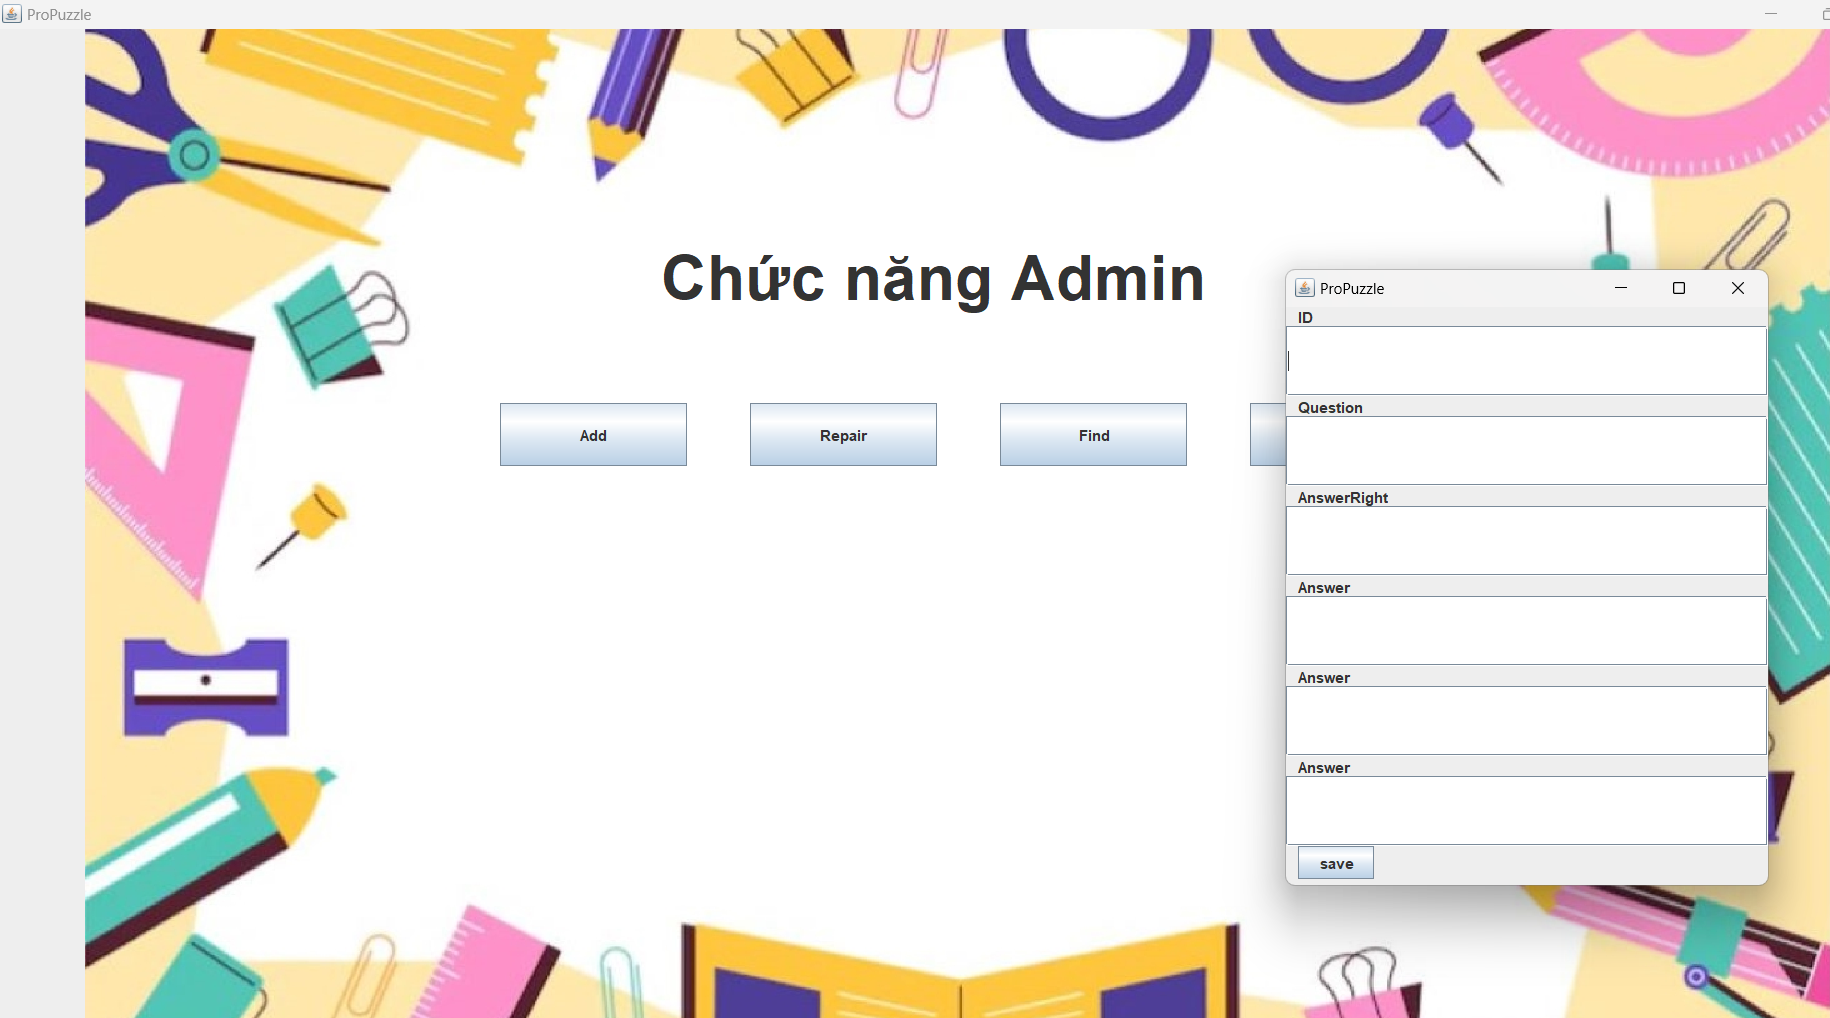 ProPuzzle
Chức năng Admin
Add
Repair
Find
ProPuzzle
ID
Question
AnswerRight
Answer
Answer
Answer
save